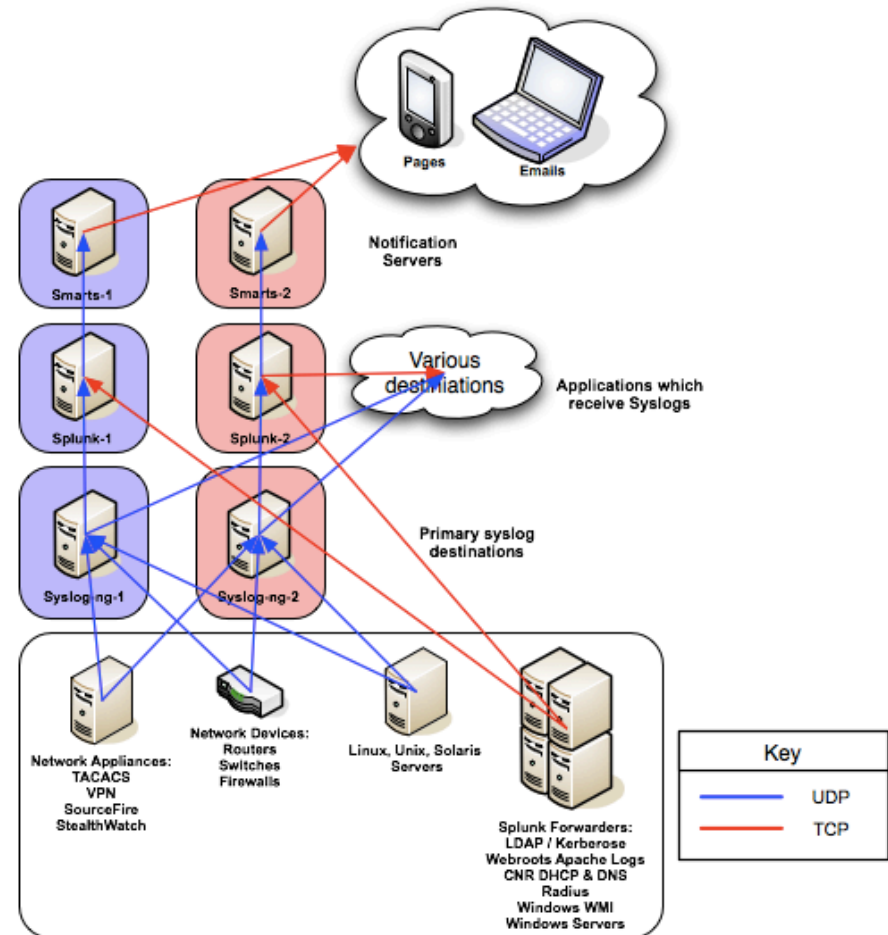 Pages
Emails
Smarts-1
Smarts-2
Notification
Servers
Splunk-1
Splunk-2
Various
destiniations
Applications which
receive Syslogs
Syslog-ng-1
Syslog-ng-2
Primary syslog
destinations
Network Appliances:
TACACS
VPN
SourceFire
StealthWatch
Network Devices:
Routers
Switches
Firewalls
Linux, Unix, Solaris
Servers
Splunk Forwarders:
LDAP / Kerberose
Webroots Apache Logs
CNR DHCP & DNS
Radius
Windows WMI
Windows Servers
Key
UDP
TCP